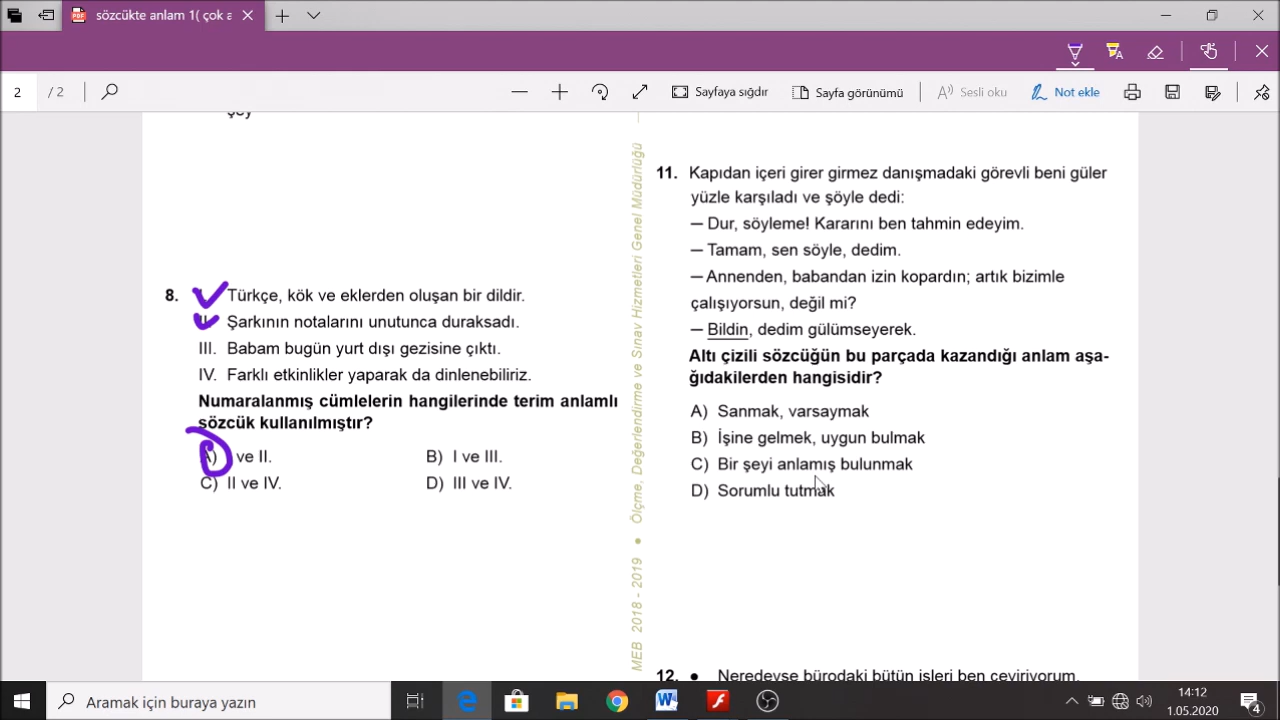 sözcükte anlam 1( çok a
2 / 2
Sayfaya sığdır
Sayfa görünümü
Sesli oku
Not ekle
şey
8. Türkçe, kök ve eklerden oluşan bir dildir.
Şarkının notalarını unutunca duraksadı.
III. Babam bugün yurt dışı gezisine çıktı.
IV. Farklı etkinlikler yaparak da dinlenebiliriz.
Numaralanmış cümlelerin hangilerinde terim anlamlı
sözcük kullanılmıştır?
A) ve II.
B) I ve III.
C) II ve IV.
D) III ve IV.
MEB 2018 - 2019 ● Ölçme, Değerlendirme ve Sınav Hizmetleri Genel Müdürlüğü
11. Kapıdan içeri girer girmez danışmadaki görevli beni güler
yüzle karşıladı ve şöyle dedi:
─ Dur, söyleme! Kararını ben tahmin edeyim.
─ Tamam, sen söyle, dedim.
─ Annenden, babandan izin kopardın; artık bizimle
çalışıyorsun, değil mi?
─ Bildin, dedim gülümseyerek.
Altı çizili sözcüğün bu parçada kazandığı anlam aşa-
ğıdakilerden hangisidir?
A) Sanmak, varsaymak
B) İşine gelmek, uygun bulmak
C) Bir şeyi anlamış bulunmak
D) Sorumlu tutmak
12. ● Neredeyse bürodaki bütün işleri ben çeviriyorum.
Aramak için buraya yazın
14:12
1.05.2020
4